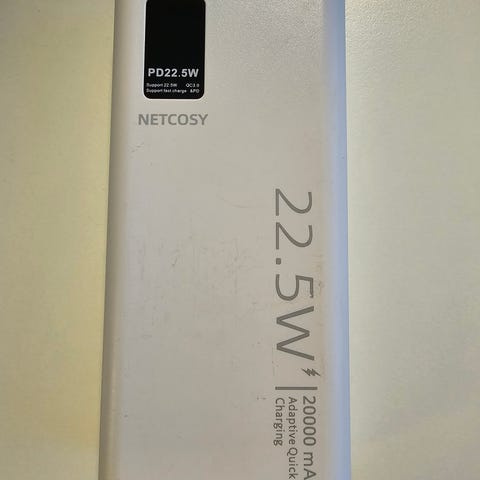 PD22.5W
Support 22.5W QC3.0
Support fast charge &PD
NETCOSY
22.5W
20000 mA
Adaptive Quick
Charging